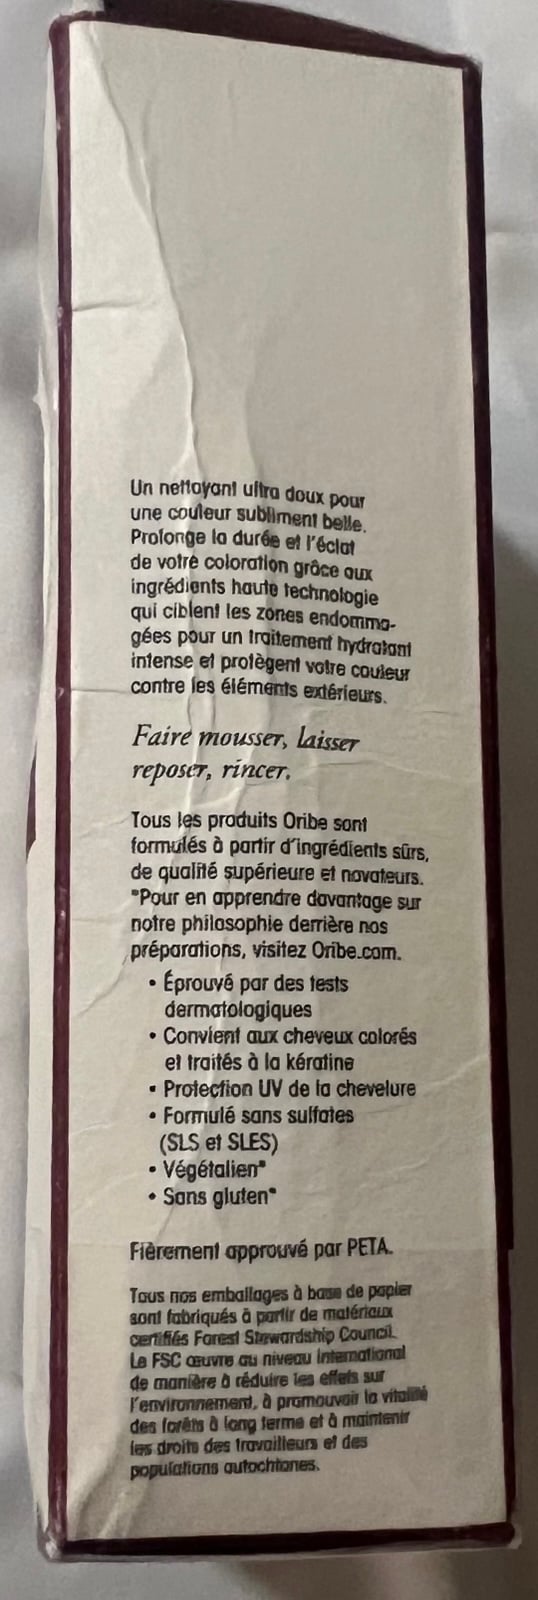 Un nettoyant ultra doux pour
une couleur subliment belle.
Prolonge la durée et l'éclat
de votre coloration grâce aux
ingrédients haute technologie
qui ciblent les zones endomma-
gées pour un traitement hydratant
intense et protègent votre couleur
contre les éléments extérieurs.
Faire mousser, laisser
reposer, rincer.
Tous les produits Oribe sont
formulés à partir d'ingrédients sûrs,
de qualité supérieure et novateurs.
*Pour en apprendre davantage sur
notre philosophie derrière nos
préparations, visitez Oribe.com.
• Éprouvé par des tests
dermatologiques
• Convient aux cheveux colorés
et traités à la kératine
• Protection UV de la chevelure
• Formulé sans sulfates
(SLS et SLES)
• Végétalien*
• Sans gluten*
Fièrement approuvé par PETA.
Tous nos emballages à base de papier
sont fabriqués à partir de matériaux
certifiés Forest Stewardship Council.
Le FSC œuvre au niveau international
de manière à réduire les effets sur
l'environnement, à promouvoir la vitalité
des forêts à long terme et à maintenir
les droits des travailleurs et des
populations autochtones.